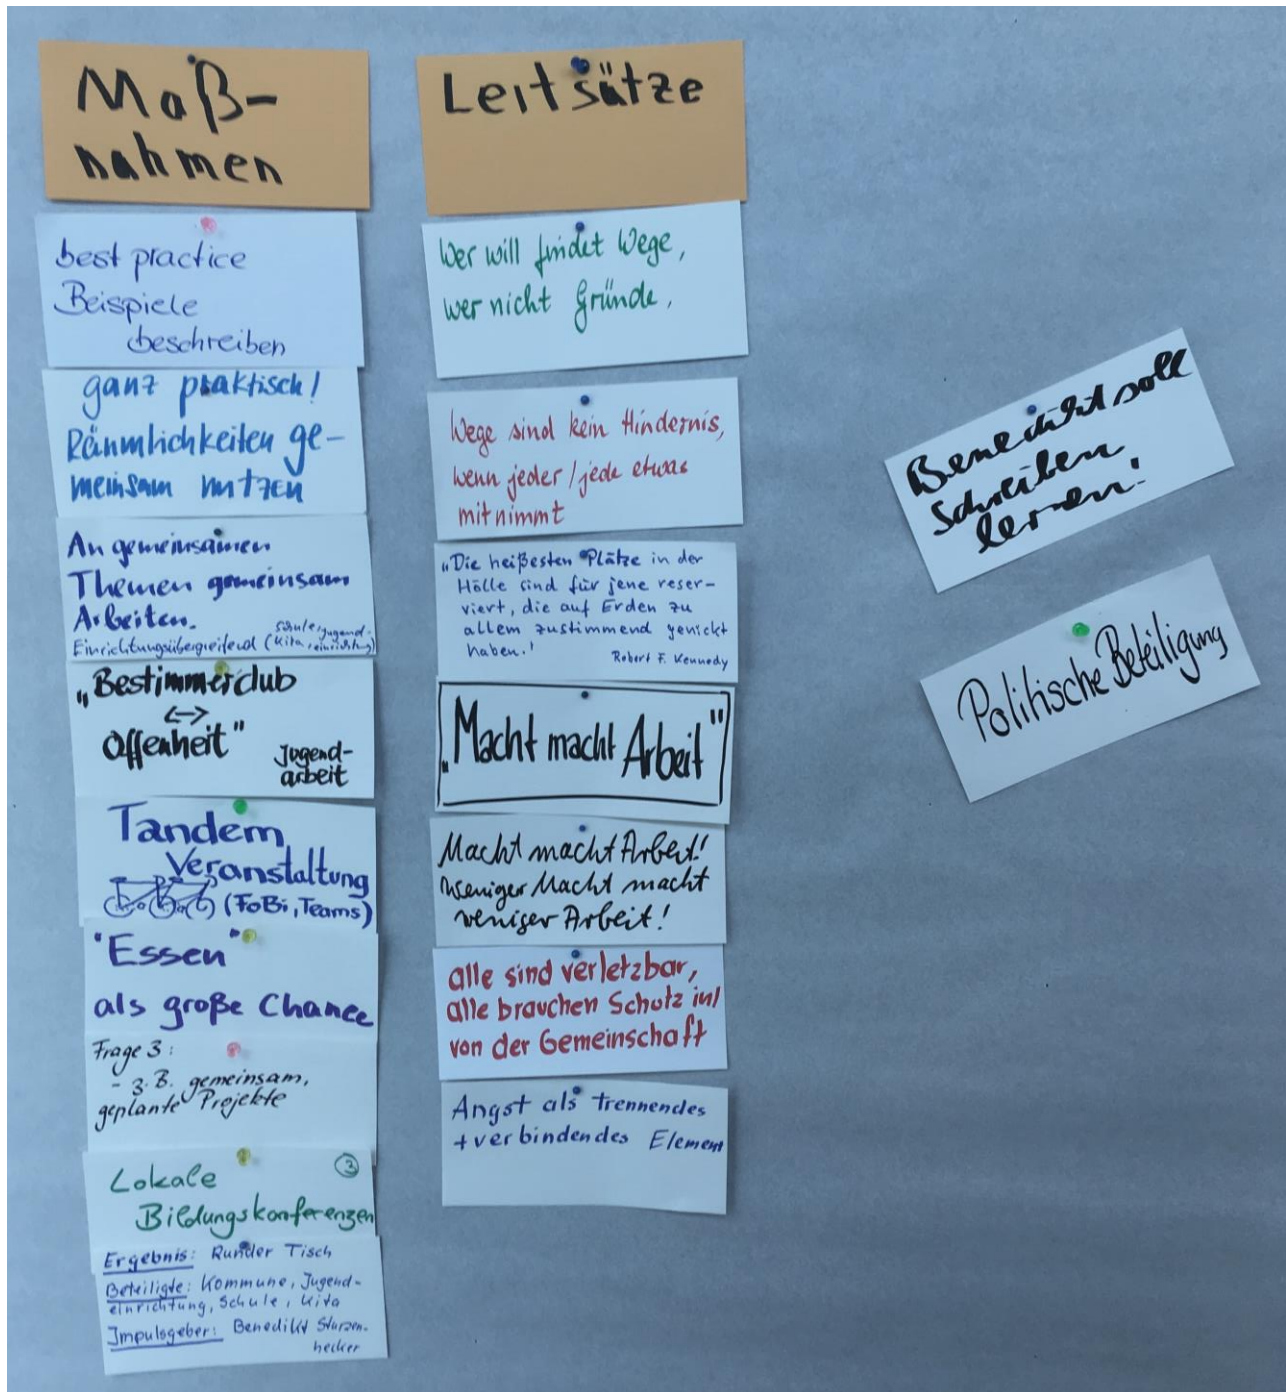 Maß-
nahmen
best practice
Beispiele
beschreiben
ganz praktisch!
Räumlichkeiten ge-
meinsam nutzen
An gemeinsamen
Themen gemeinsam
Arbeiten.
Einrichtungsübergreifend (Schule, Jugend-
Kita, einrichtung)
„Bestimmerclub
<->
Offenheit"
Jugend-
arbeit
Tandem
Veranstaltung
(FoBi, Teams)
"Essen"
als große Chance
Frage 3:
- z.B. gemeinsam,
geplante Projekte
Lokale
3
Bildungskonferenzen
Ergebnis: Runder Tisch
Beteiligte: Kommune, Jugend-
einrichtung, Schule, Kita
Impulsgeber: Benedikt Sturzen-
hecker
Leitsätze
Wer will findet Wege,
wer nicht Gründe.
Wege sind kein Hindernis,
wenn jeder/jede etwas
mitnimmt
„Die heißesten Plätze in der
Hölle sind für jene reser-
viert, die auf Erden zu
allem zustimmend genickt
haben.'
Robert F. Kennedy
„Macht macht Arbeit"
Macht macht Arbeit!
weniger Macht macht
weniger Arbeit!
alle sind verletzbar,
alle brauchen Schutz in/
von der Gemeinschaft
Angst als trennendes
+verbindendes Element
Benedikt soll
schreiben
lernen!
Politische Beteiligung